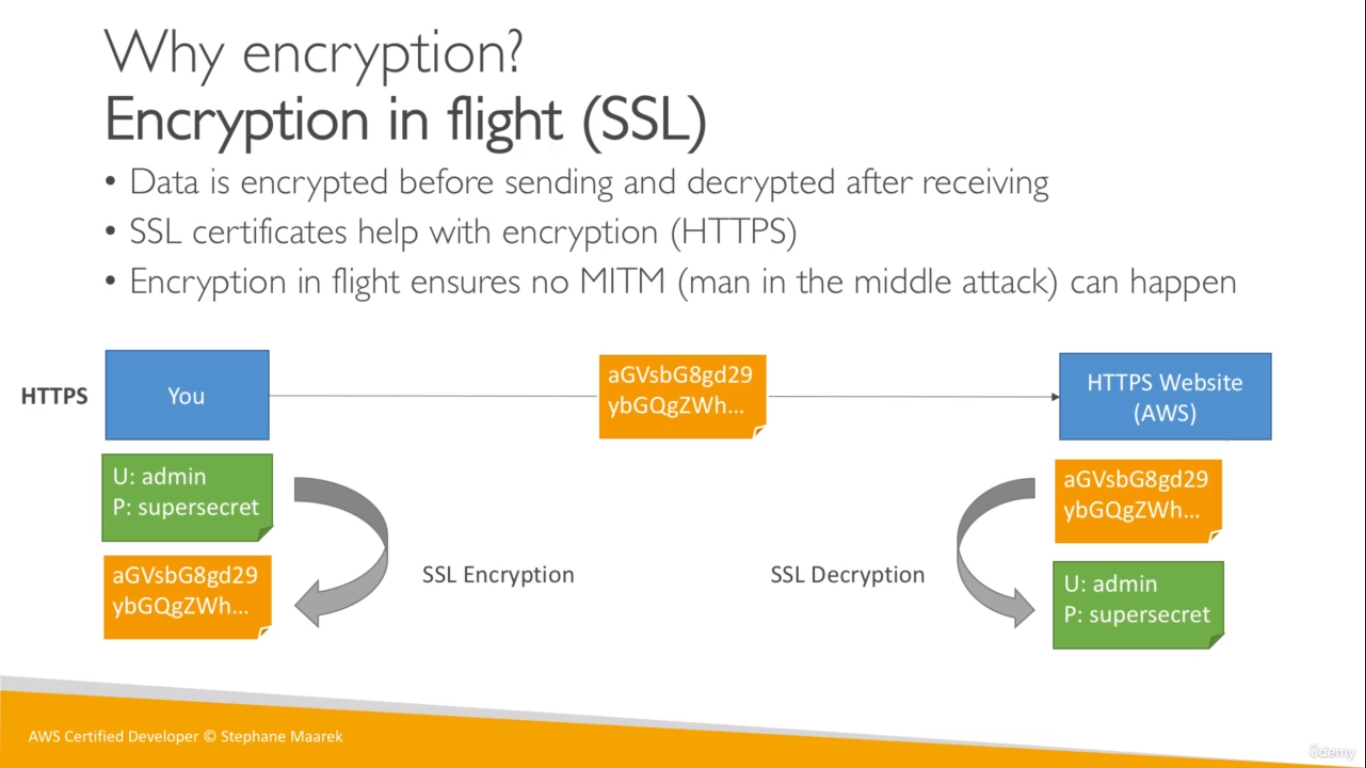 Why encryption?
Encryption in flight (SSL)
• Data is encrypted before sending and decrypted after receiving
• SSL certificates help with encryption (HTTPS)
• Encryption in flight ensures no MITM (man in the middle attack) can happen
HTTPS
You
aGVsbG8gd29
ybGQgZWh...
HTTPS Website
(AWS)
U: admin
P: supersecret
aGVsbG8gd29
ybGQgZWh...
SSL Encryption
SSL Decryption
aGVsbG8gd29
ybGQgZWh...
U: admin
P: supersecret
AWS Certified Developer © Stephane Maarek
ûdemy